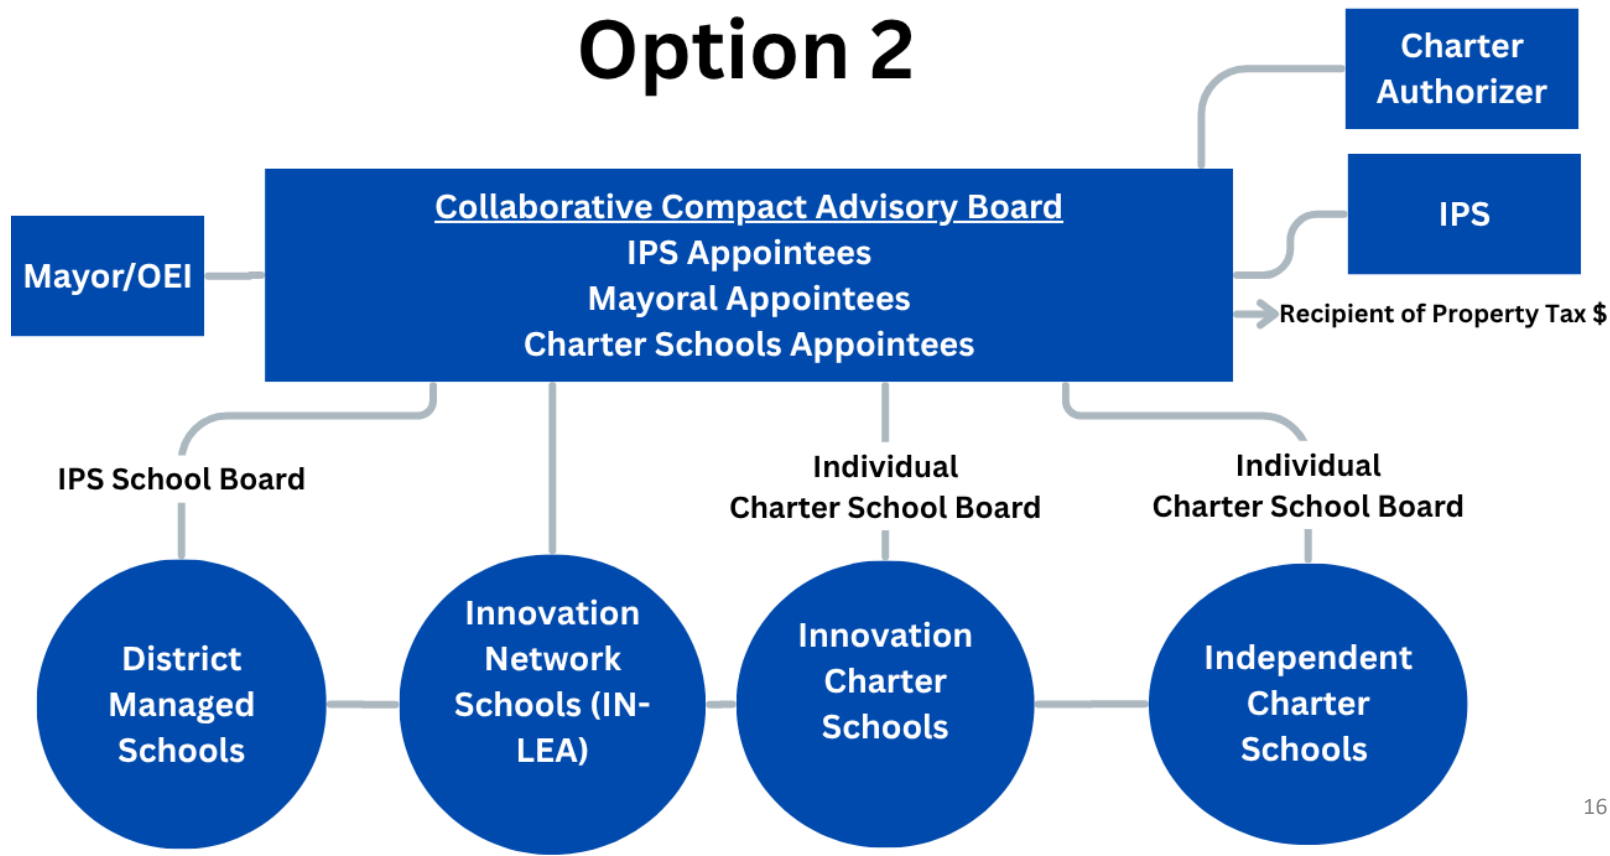 Option 2
Charter
Authorizer
IPS
Mayor/OEI
Collaborative Compact Advisory Board
IPS Appointees
Mayoral Appointees
Charter Schools Appointees
Recipient of Property Tax $
IPS School Board
Individual
Charter School Board
Individual
Charter School Board
District
Managed
Schools
Innovation
Network
Schools (IN-
LEA)
Innovation
Charter
Schools
Independent
Charter
Schools
16